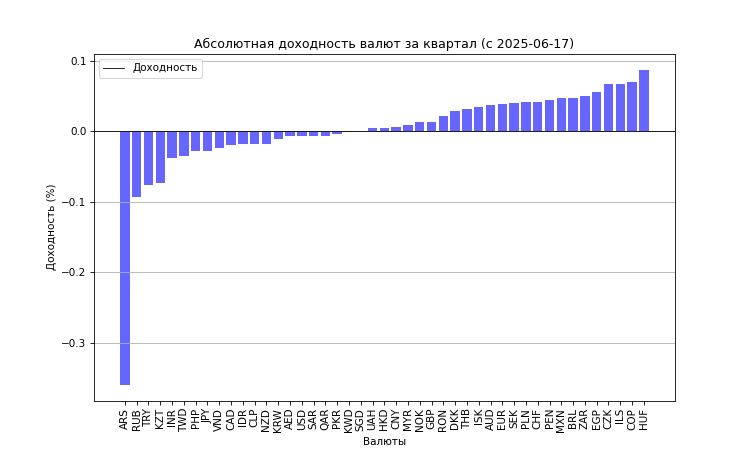 Абсолютная доходность валют за квартал (с 2025-06-17)
Доходность
Доходность (%)
0.1
0.0
−0.1
−0.2
−0.3
ARS RUB TRY KZT INR TWD PHP JPY VND CAD IDR CLP NZD KRW AED USD SAR QAR PKR KWD SGD UAH HKD CNY MYR NOK GBP RON DKK THB ISK AUD EUR SEK PLN CHF PEN MXN BRL ZAR EGP CZK ILS COP HUF
Валюты